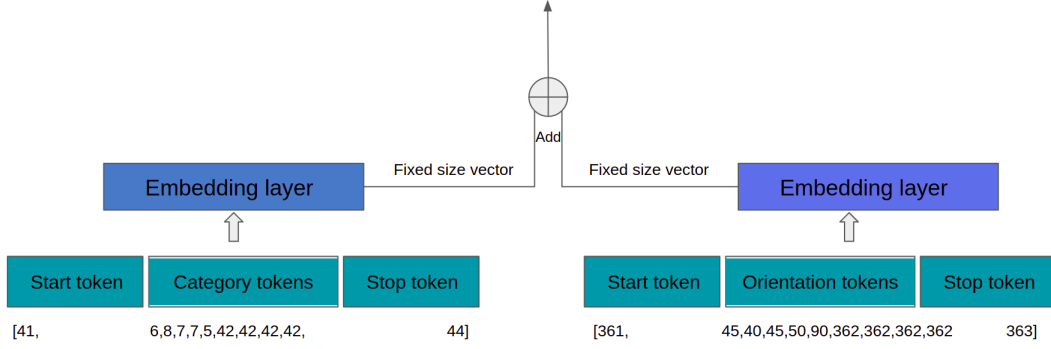 Add
Fixed size vector
Fixed size vector
Embedding layer
Embedding layer
Start token
Category tokens
Stop token
Start token
Orientation tokens
Stop token
[41,
6,8,7,7,5,42,42,42,42,
44]
[361,
45,40,45,50,90,362,362,362,362
363]